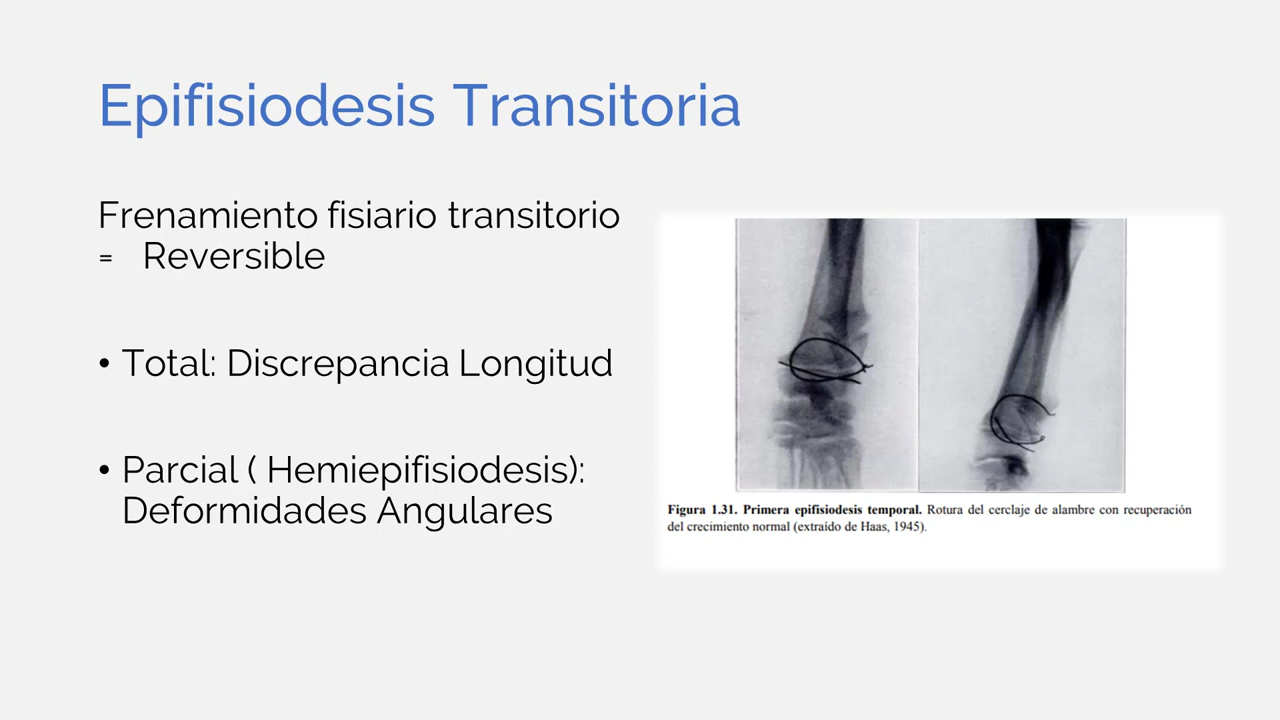 Epifisiodesis Transitoria
Frenamiento fisiario transitorio
= Reversible
• Total: Discrepancia Longitud
• Parcial ( Hemiepifisiodesis):
Deformidades Angulares
Figura 1.31. Primera epifisiodesis temporal. Rotura del cerclaje de alambre con recuperación
del crecimiento normal (extraído de Haas, 1945).